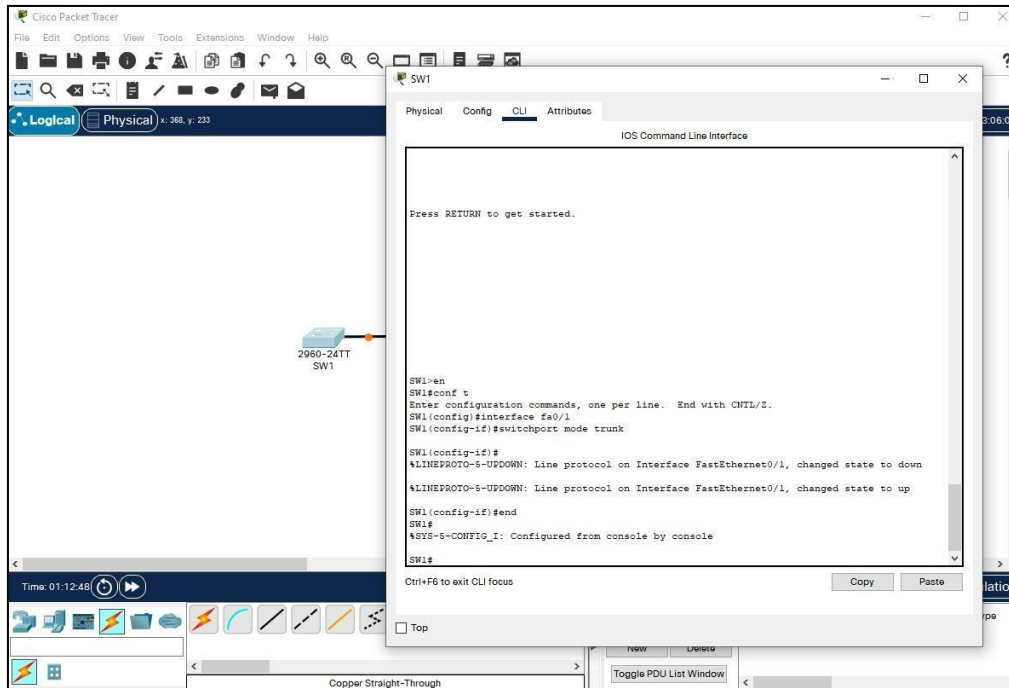 Cisco Packet Tracer
File Edit Options View Tools Extensions Window Help
?
Logical Physical x: 368, y: 233
3:06:0
2960-24TT
SW1
SW1
Physical Config CLI Attributes
IOS Command Line Interface
Press RETURN to get started.
SW1>en
SW1#conf t
Enter configuration commands, one per line. End with CNTL/Z.
SW1(config)#interface fa0/1
SW1(config-if)#switchport mode trunk
SW1(config-if)#
%LINEPROTO-5-UPDOWN: Line protocol on Interface FastEthernet0/1, changed state to down
%LINEPROTO-5-UPDOWN: Line protocol on Interface FastEthernet0/1, changed state to up
SW1(config-if)#end
SW1#
%SYS-5-CONFIG_I: Configured from console by console
SW1#
Ctrl+F6 to exit CLI focus
Copy Paste
Top
Time: 01:12:48
latio
ype
New Delete
Toggle PDU List Window
Copper Straight-Through